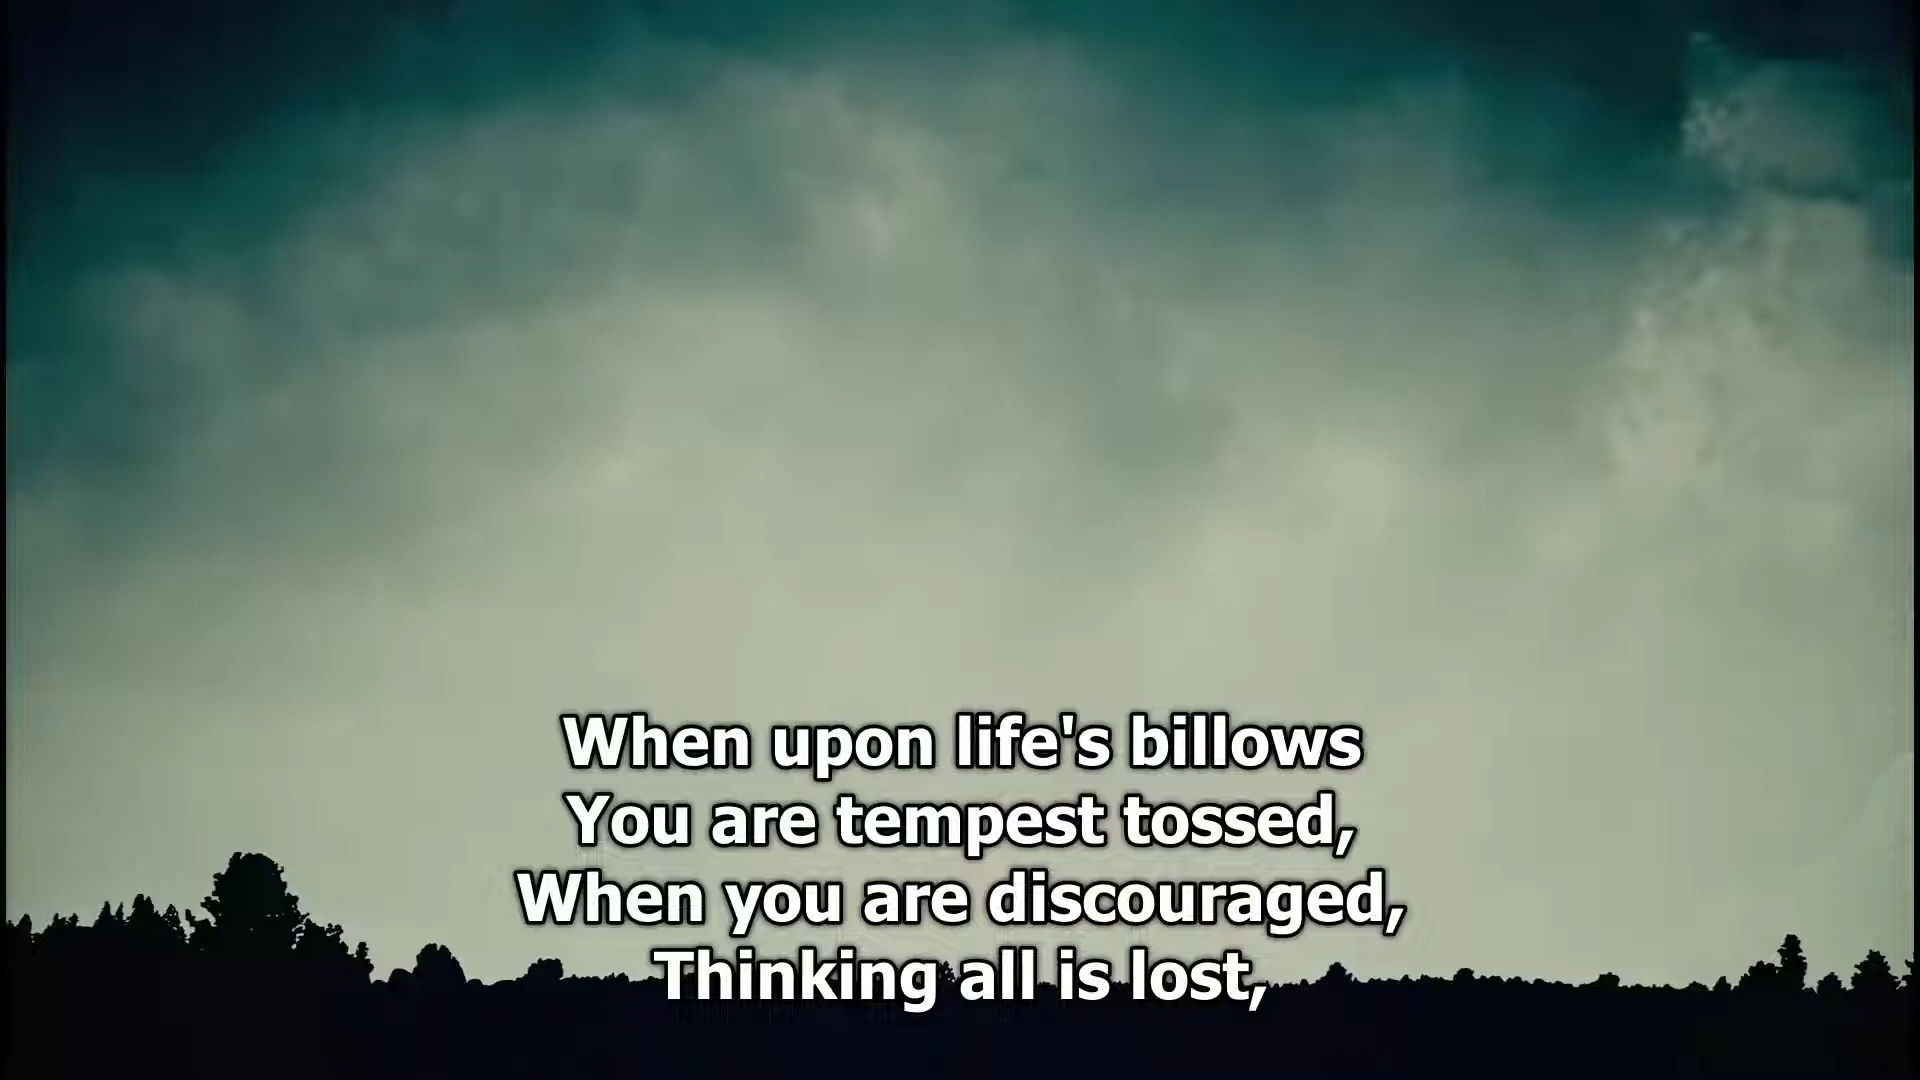 When upon life's billows
You are tempest tossed,
When you are discouraged,
Thinking all is lost,